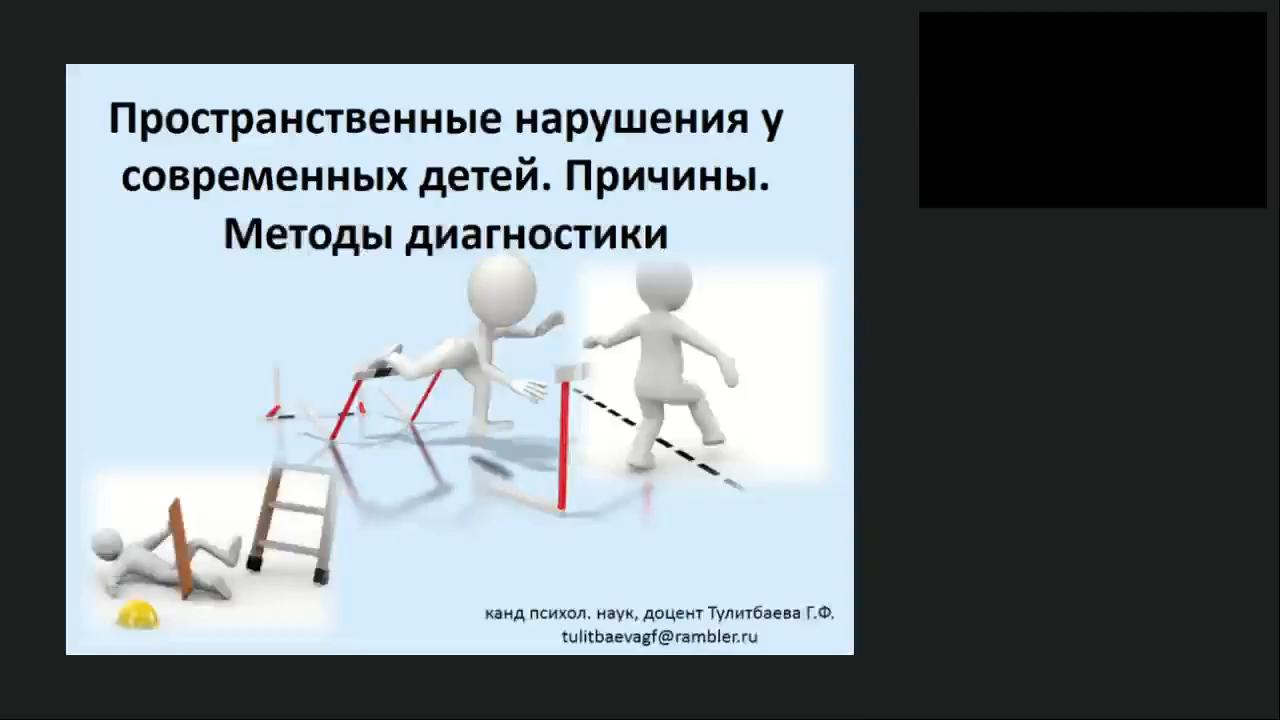 Пространственные нарушения у
современных детей. Причины.
Методы диагностики
канд психол. наук, доцент Тулитбаева Г.Ф.
tulitbaevagf@rambler.ru